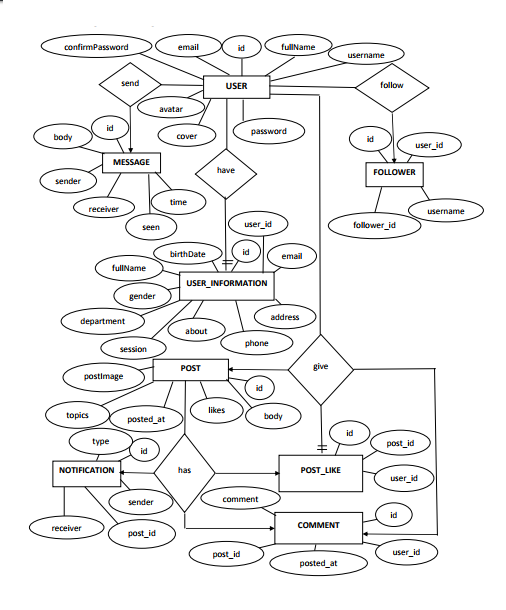 confirmPassword
email
id
fullName
username
send
USER
follow
avatar
cover
password
body
id
MESSAGE
sender
receiver
seen
time
have
id
user_id
FOLLOWER
follower_id
username
user_id
birthDate
id
email
fullName
USER_INFORMATION
gender
department
address
about
phone
session
POST
give
postImage
id
topics
posted_at
likes
body
type
id
id
post_id
NOTIFICATION
has
POST_LIKE
user_id
sender
comment
receiver
post_id
COMMENT
id
post_id
posted_at
user_id